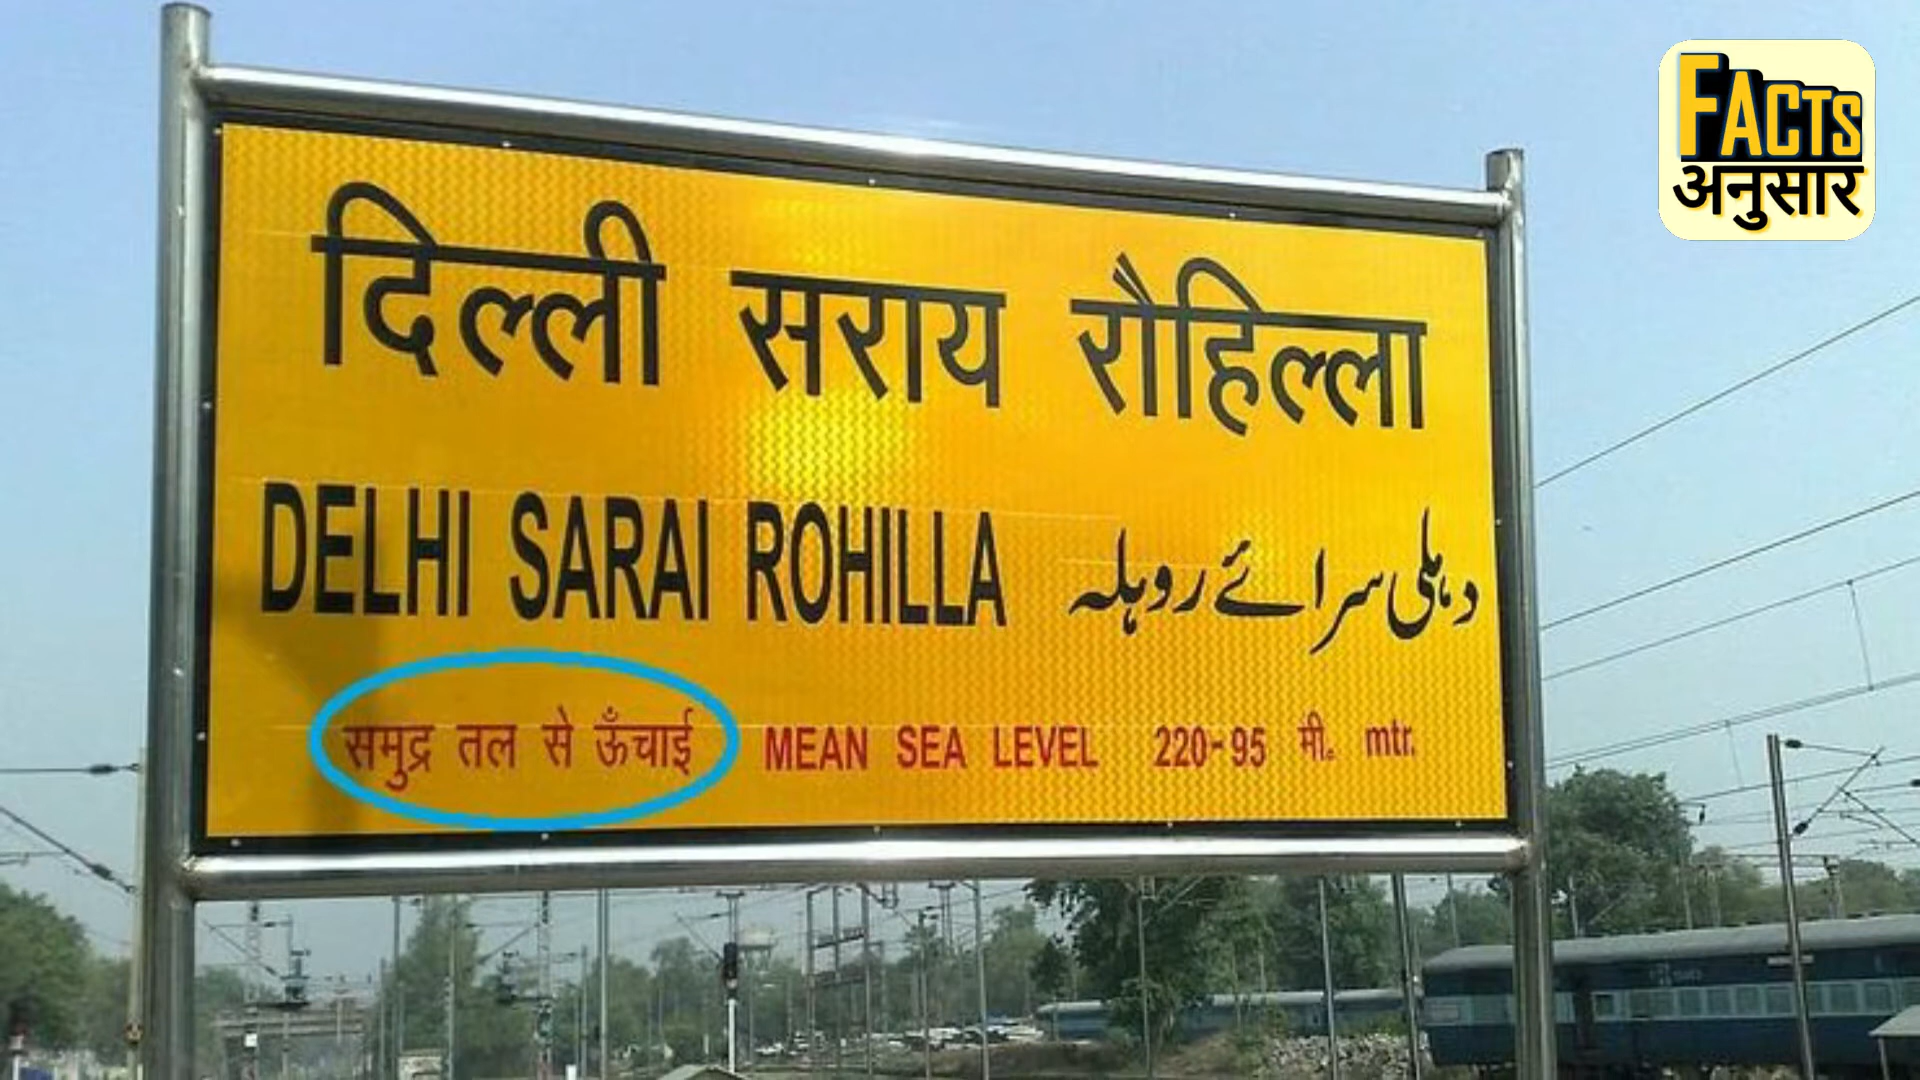 दिल्ली सराय रौहिल्ला
DELHI SARAI ROHILLA دہلی سرائے روہلہ
समुद्र तल से ऊँचाई MEAN SEA LEVEL 220-95 मी॰ mtr.
FACTS
अनुसार